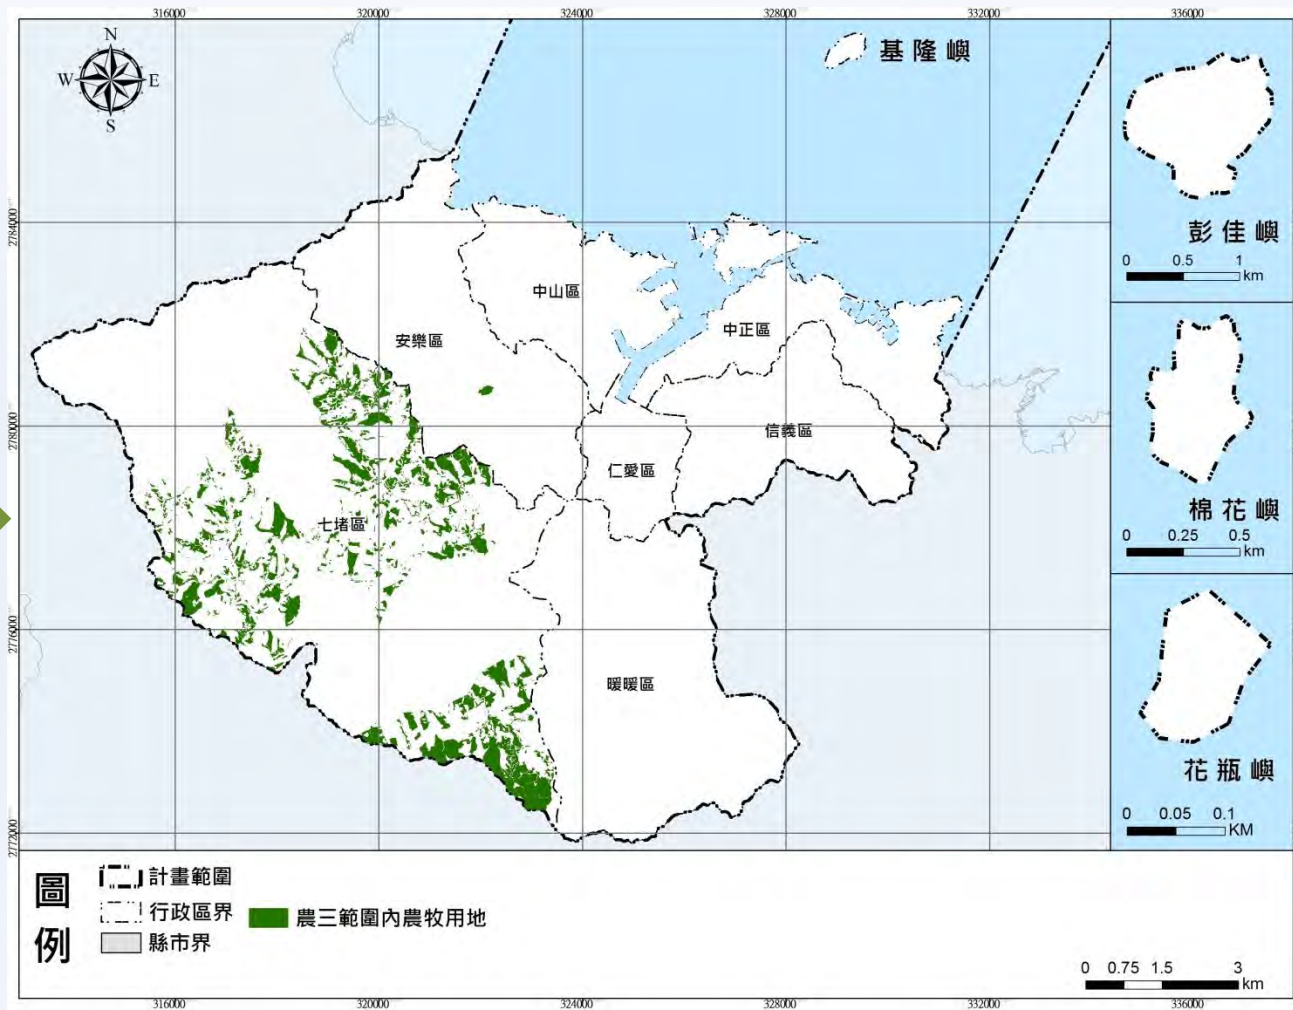 316000 320000 324000 328000 332000 336000
N
W E
S
基隆嶼
2784000
彭佳嶼
0 0.5 1
km
中山區
中正區
安樂區
2780000
信義區
仁愛區
棉花嶼
七堵區
0 0.25 0.5
km
2776000
暖暖區
花瓶嶼
0 0.05 0.1
KM
2772000
圖例
計畫範圍
行政區界
農三範圍內農牧用地
縣市界
0 0.75 1.5 3
km
316000 320000 324000 328000 332000 336000